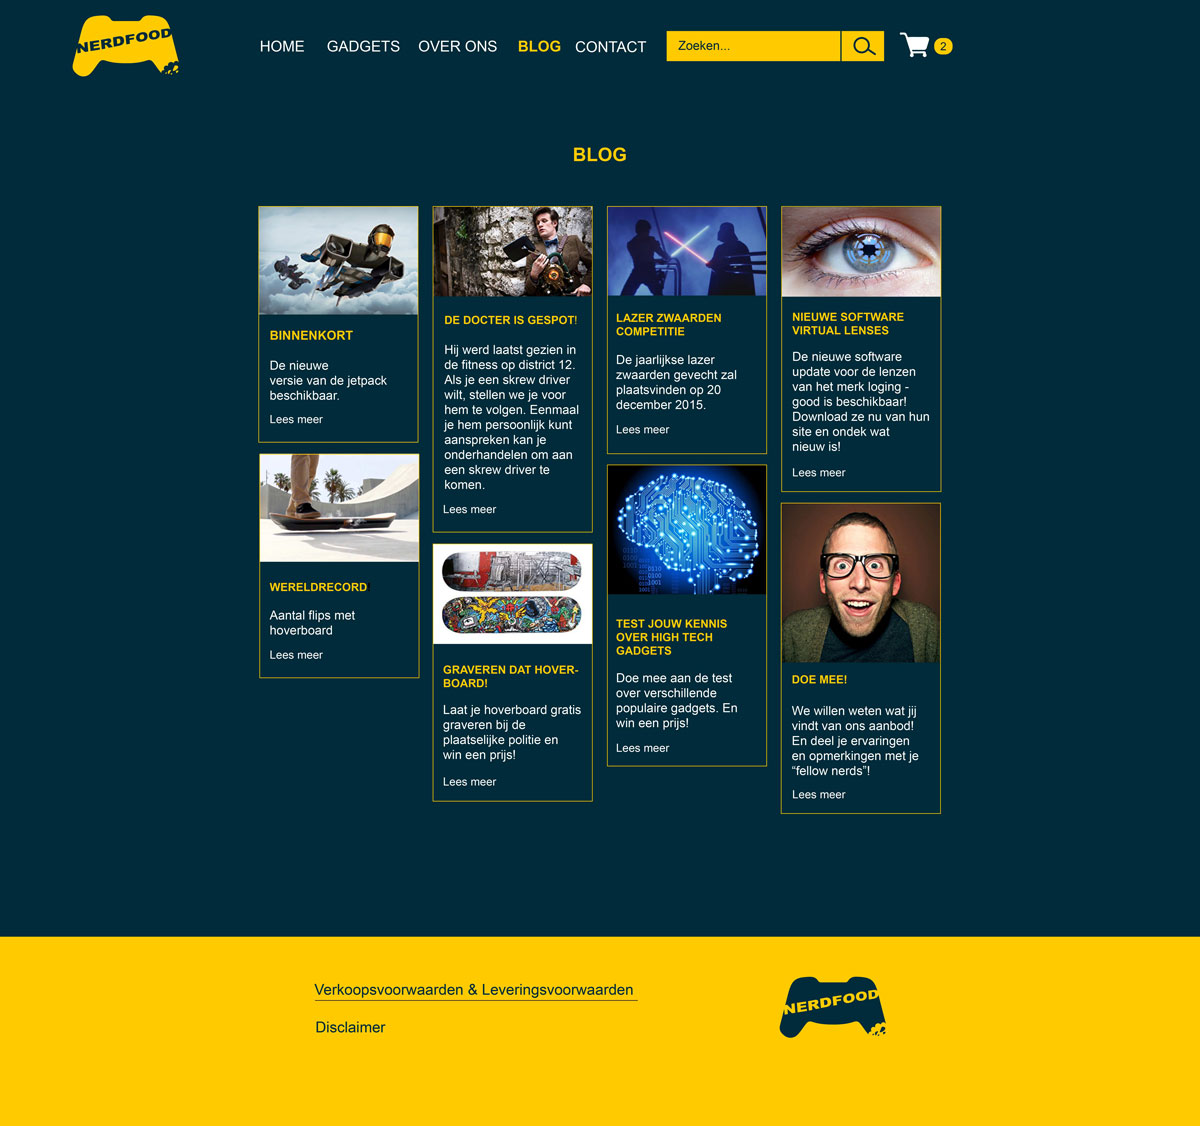 NERDFOOD
HOME GADGETS OVER ONS BLOG CONTACT
Zoeken...
2
BLOG
BINNENKORT
De nieuwe
versie van de jetpack
beschikbaar.
Lees meer
WERELDRECORD
Aantal flips met
hoverboard
Lees meer
DE DOCTER IS GESPOT!
Hij werd laatst gezien in
de fitness op district 12.
Als je een skrew driver
wilt, stellen we je voor
hem te volgen. Eenmaal
je hem persoonlijk kunt
aanspreken kan je
onderhandelen om aan
een skrew driver te
komen.
Lees meer
GRAVEREN DAT HOVER-
BOARD!
Laat je hoverboard gratis
graveren bij de
plaatselijke politie en
win een prijs!
Lees meer
LAZER ZWAARDEN
COMPETITIE
De jaarlijkse lazer
zwaarden gevecht zal
plaatsvinden op 20
december 2015.
Lees meer
TEST JOUW KENNIS
OVER HIGH TECH
GADGETS
Doe mee aan de test
over verschillende
populaire gadgets. En
win een prijs!
Lees meer
NIEUWE SOFTWARE
VIRTUAL LENSES
De nieuwe software
update voor de lenzen
van het merk loging -
good is beschikbaar!
Download ze nu van hun
site en ondek wat
nieuw is!
Lees meer
DOE MEE!
We willen weten wat jij
vindt van ons aanbod!
En deel je ervaringen
en opmerkingen met je
“fellow nerds”!
Lees meer
Verkoopsvoorwaarden & Leveringsvoorwaarden
Disclaimer
NERDFOOD